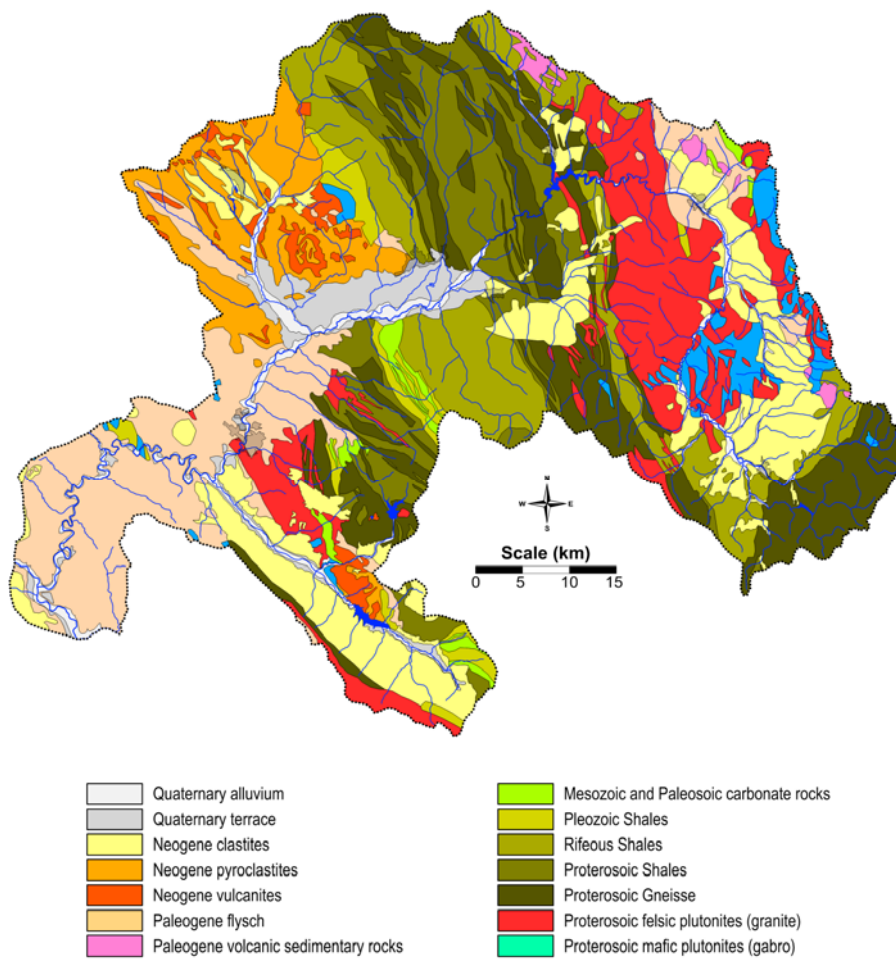 N
W E
S
Scale (km)
0 5 10 15
Quaternary alluvium
Quaternary terrace
Neogene clastites
Neogene pyroclastites
Neogene vulcanites
Paleogene flysch
Paleogene volcanic sedimentary rocks
Mesozoic and Paleosoic carbonate rocks
Pleozoic Shales
Rifeous Shales
Proterosoic Shales
Proterosoic Gneisse
Proterosoic felsic plutonites (granite)
Proterosoic mafic plutonites (gabro)